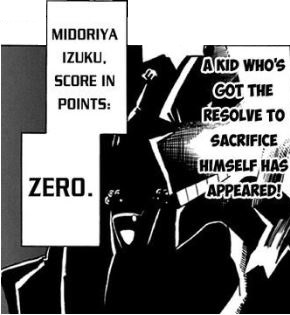 MIDORIYA
IZUKU,
SCORE IN
POINTS:
ZERO.
A KID WHO'S
GOT THE
RESOLVE TO
SACRIFICE
HIMSELF HAS
APPEARED!